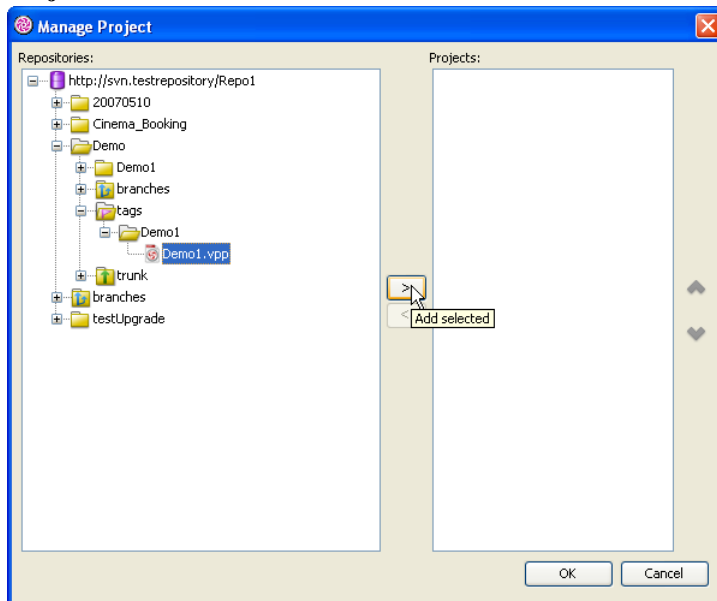 Manage Project
Repositories:
Projects:
http://svn.testrepository/Repo1
20070510
Cinema_Booking
Demo
Demo1
branches
tags
Demo1
Demo1.vpp
trunk
branches
testUpgrade
>
<
Add selected
OK
Cancel